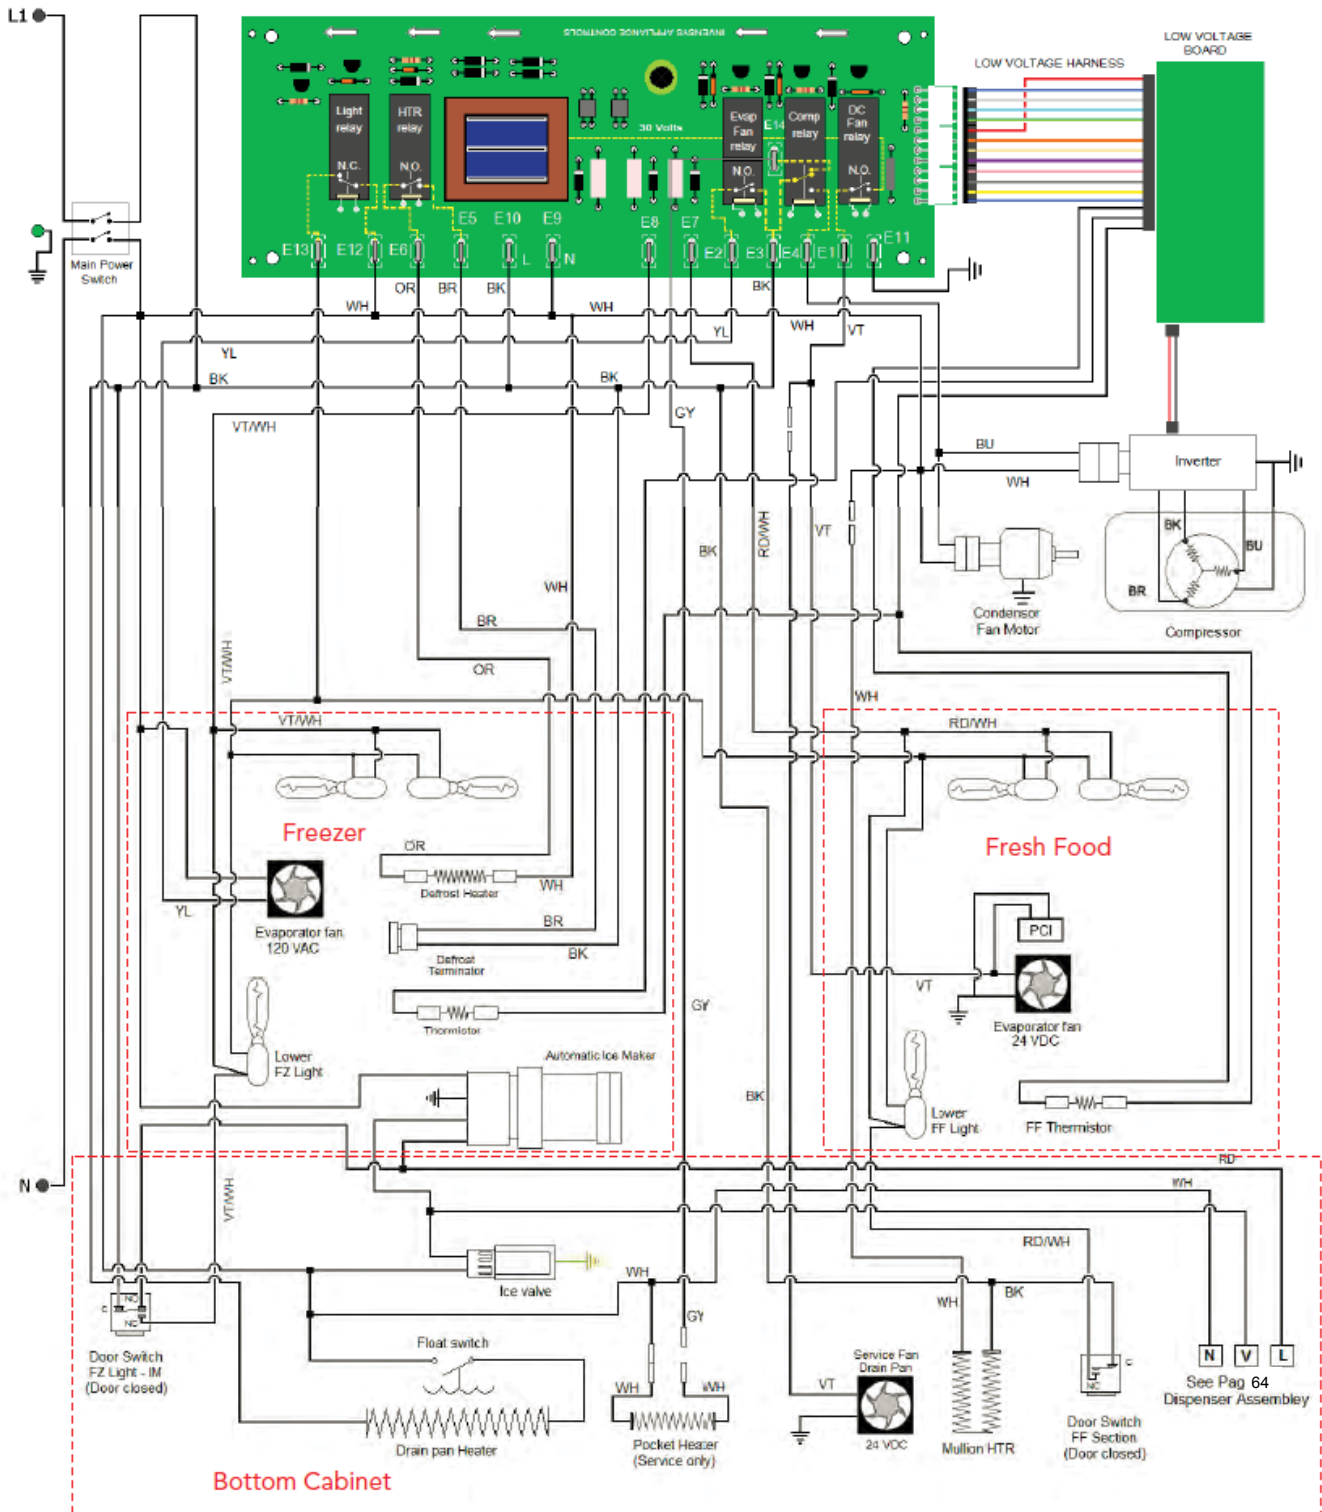 L1
INVENSYS APPLIANCE CONTROLS
LOW VOLTAGE
BOARD
LOW VOLTAGE HARNESS
Light
relay
HTR
relay
30 Volts
Evap
Fan
relay
E14
Comp
relay
DC
Fan
relay
N.C.
N.O.
N.O.
N.O.
E13
E12
E6
E5
E10
L
E9
N
E8
E7
E2
E3
E4
E1
E11
Main Power
Switch
OR
BR
BK
BK
WH
WH
WH
YL
VT
YL
BK
BK
VT/WH
GY
BU
WH
Inverter
BK
BU
BR
Compressor
Condensor
Fan Motor
VT
RD/WH
BK
WH
BR
OR
VT/WH
WH
VT/WH
RD/WH
Freezer
Fresh Food
OR
Defrost Heater
WH
YL
Evaporator fan
120 VAC
BR
BK
Defrost
Terminator
PCI
VT
Evaporator fan
24 VDC
Thermistor
GY
Lower
FZ Light
Automatic Ice Maker
BK
Lower
FF Light
FF Thermistor
RD
N
WH
VT/WH
RD/WH
Ice valve
WH
GY
WH
BK
NO
C
NC
Door Switch
FZ Light - IM
(Door closed)
Float switch
Drain pan Heater
WH
WH
Pocket Heater
(Service only)
Service Fan
Drain Pan
VT
24 VDC
Mullion HTR
C
NC
Door Switch
FF Section
(Door closed)
N
V
L
See Pag 64
Dispenser Assembley
Bottom Cabinet